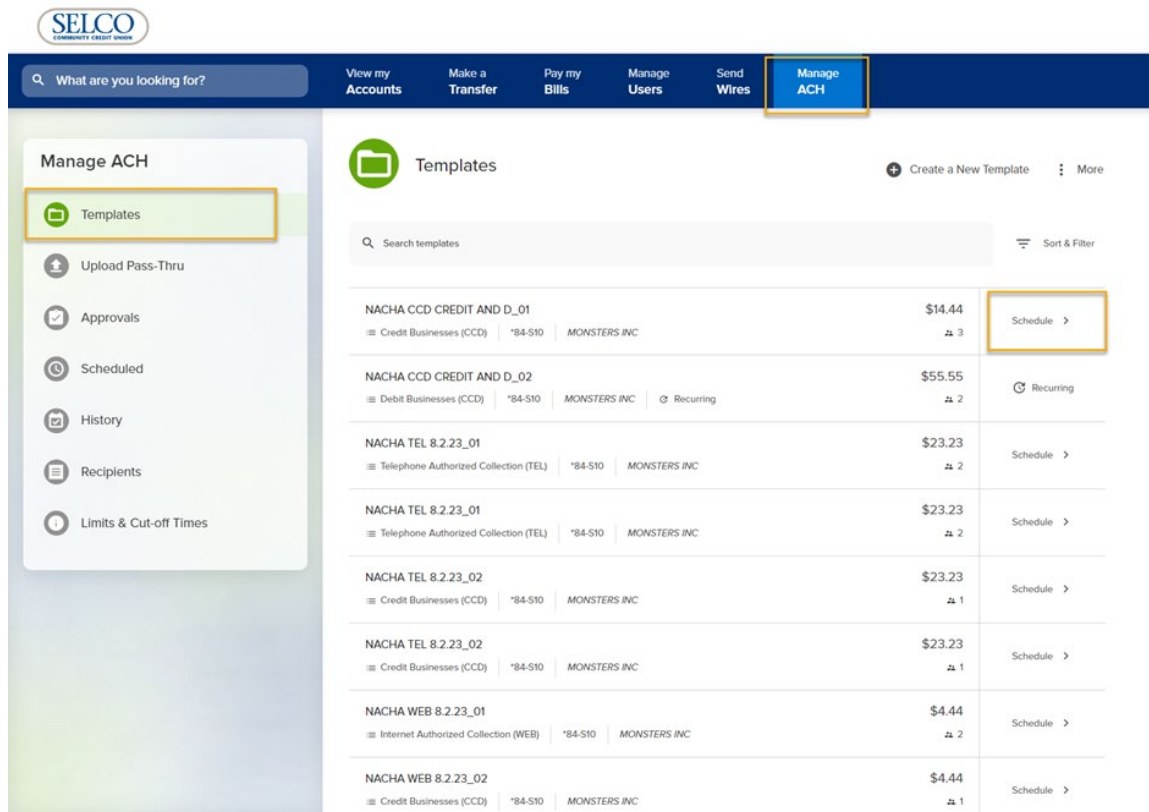 SELCO
COMMUNITY CREDIT UNION
What are you looking for?
View my Accounts
Make a Transfer
Pay my Bills
Manage Users
Send Wires
Manage ACH
Manage ACH
Templates
Upload Pass-Thru
Approvals
Scheduled
History
Recipients
Limits & Cut-off Times
Templates
Create a New Template
More
Search templates
Sort & Filter
NACHA CCD CREDIT AND D_01 $14.44
Credit Businesses (CCD) *84-S10 MONSTERS INC 3
Schedule
NACHA CCD CREDIT AND D_02 $55.55
Debit Businesses (CCD) *84-S10 MONSTERS INC Recurring 2
Recurring
NACHA TEL 8.2.23_01 $23.23
Telephone Authorized Collection (TEL) *84-S10 MONSTERS INC 2
Schedule
NACHA TEL 8.2.23_01 $23.23
Telephone Authorized Collection (TEL) *84-S10 MONSTERS INC 2
Schedule
NACHA TEL 8.2.23_02 $23.23
Credit Businesses (CCD) *84-S10 MONSTERS INC 1
Schedule
NACHA TEL 8.2.23_02 $23.23
Credit Businesses (CCD) *84-S10 MONSTERS INC 1
Schedule
NACHA WEB 8.2.23_01 $4.44
Internet Authorized Collection (WEB) *84-S10 MONSTERS INC 2
Schedule
NACHA WEB 8.2.23_02 $4.44
Credit Businesses (CCD) *84-S10 MONSTERS INC 1
Schedule